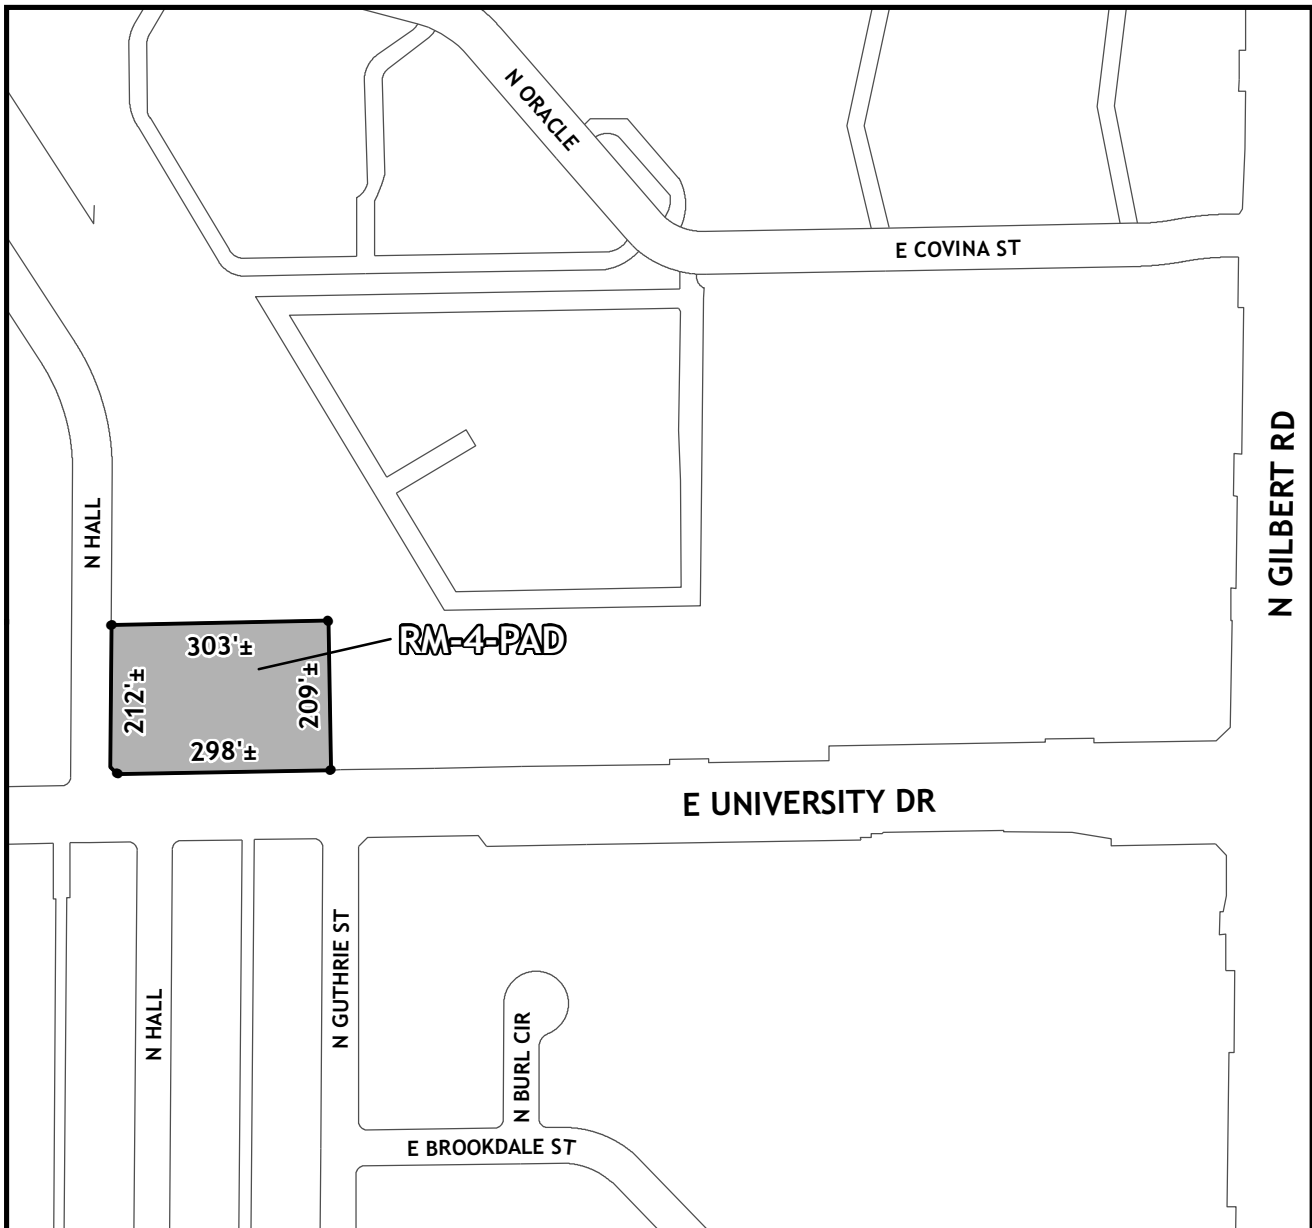 N ORACLE
E COVINA ST
N GILBERT RD
N HALL
RM-4-PAD
303'±
212'±
209'±
298'±
E UNIVERSITY DR
N GUTHRIE ST
N HALL
N BURL CIR
E BROOKDALE ST